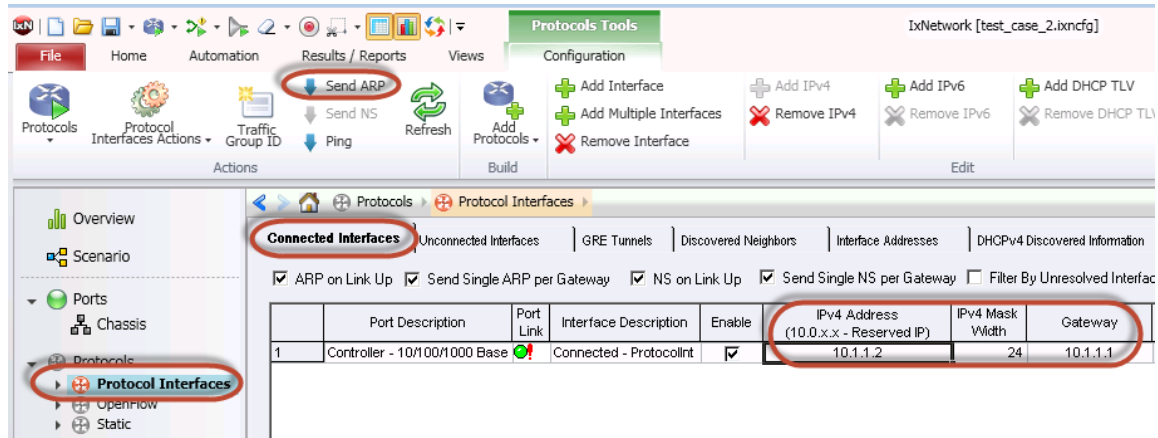 IXN
Protocols Tools
IxNetwork [test_case_2.ixncfg]
File Home Automation Results / Reports Views Configuration
Send ARP
Send NS
Ping
Protocols
Protocol
Interfaces Actions
Traffic
Group ID
Refresh
Add
Protocols
Add Interface
Add Multiple Interfaces
Remove Interface
Add IPv4
Remove IPv4
Add IPv6
Remove IPv6
Add DHCP TLV
Remove DHCP TLV
Actions Build Edit
Protocols Protocol Interfaces
Overview
Scenario
Ports
Chassis
Protocols
Protocol Interfaces
OpenFlow
Static
Connected Interfaces Unconnected Interfaces GRE Tunnels Discovered Neighbors Interface Addresses DHCPv4 Discovered Information
ARP on Link Up Send Single ARP per Gateway NS on Link Up Send Single NS per Gateway Filter By Unresolved Interfac
Port Description
Port
Link
Interface Description
Enable
IPv4 Address
(10.0.x.x - Reserved IP)
IPv4 Mask
Width
Gateway
1 Controller - 10/100/1000 Base Connected - ProtocolInt 10.1.1.2 24 10.1.1.1